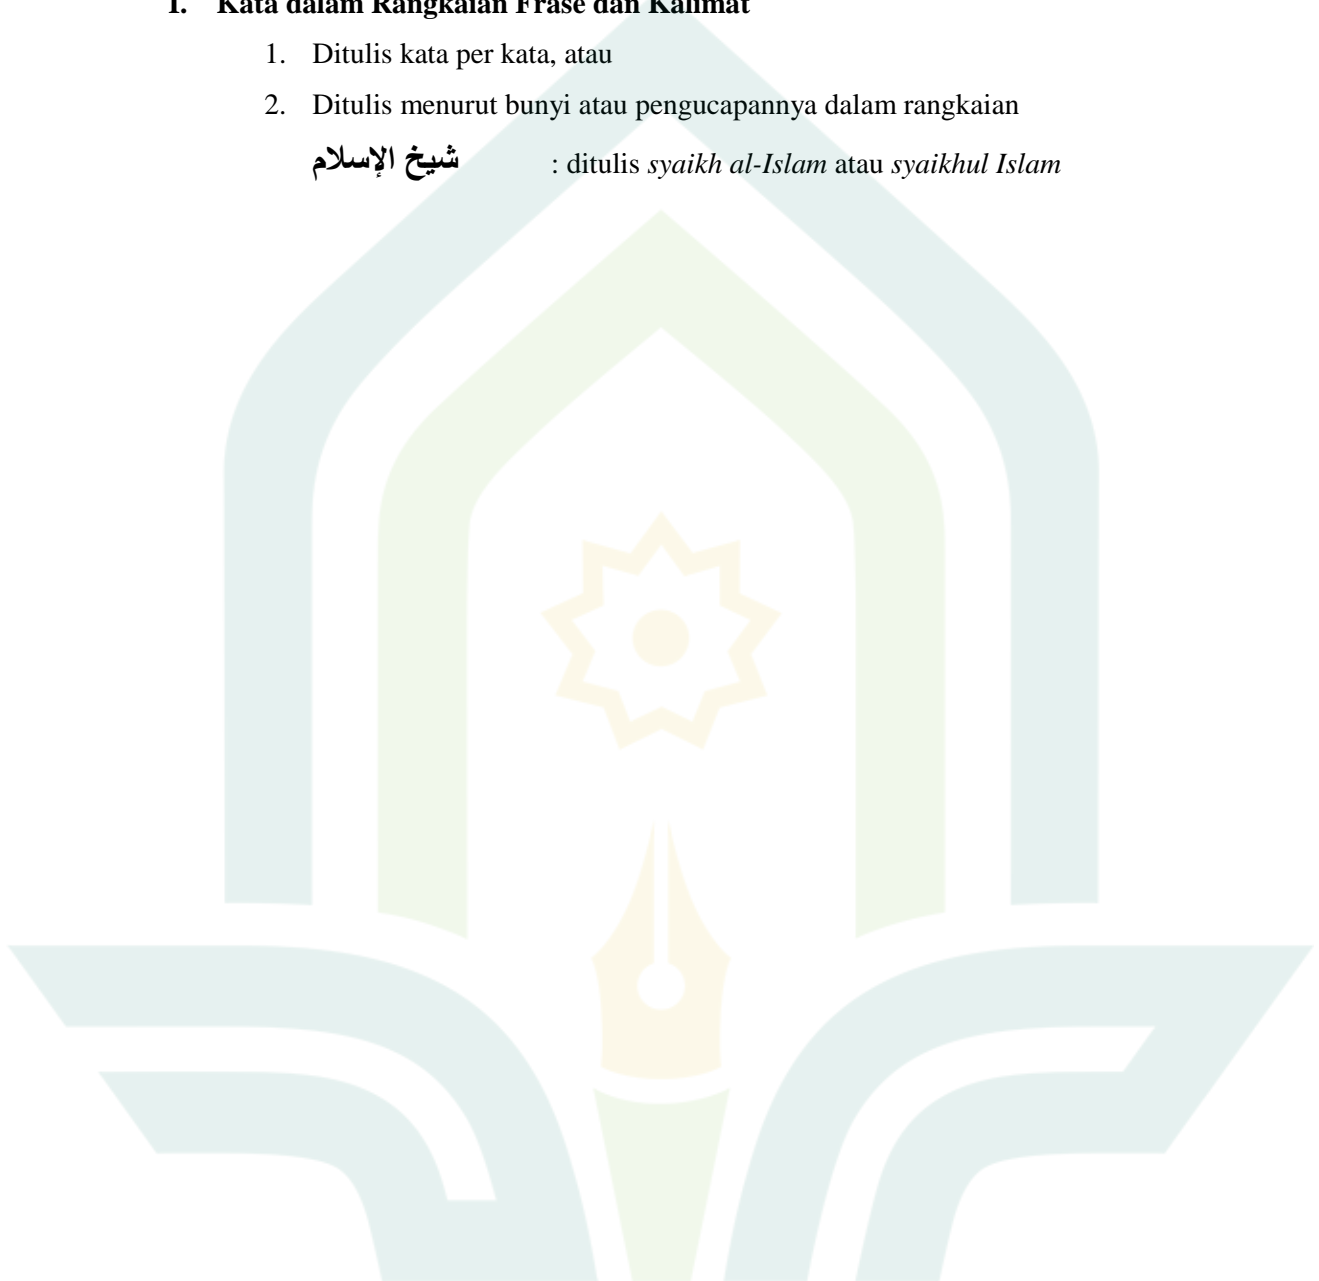 I. Kata dalam Rangkaian Frase dan Kalimat
1. Ditulis kata per kata, atau
2. Ditulis menurut bunyi atau pengucapannya dalam rangkaian
شيخ الإسلام : ditulis syaikh al-Islam atau syaikhul Islam